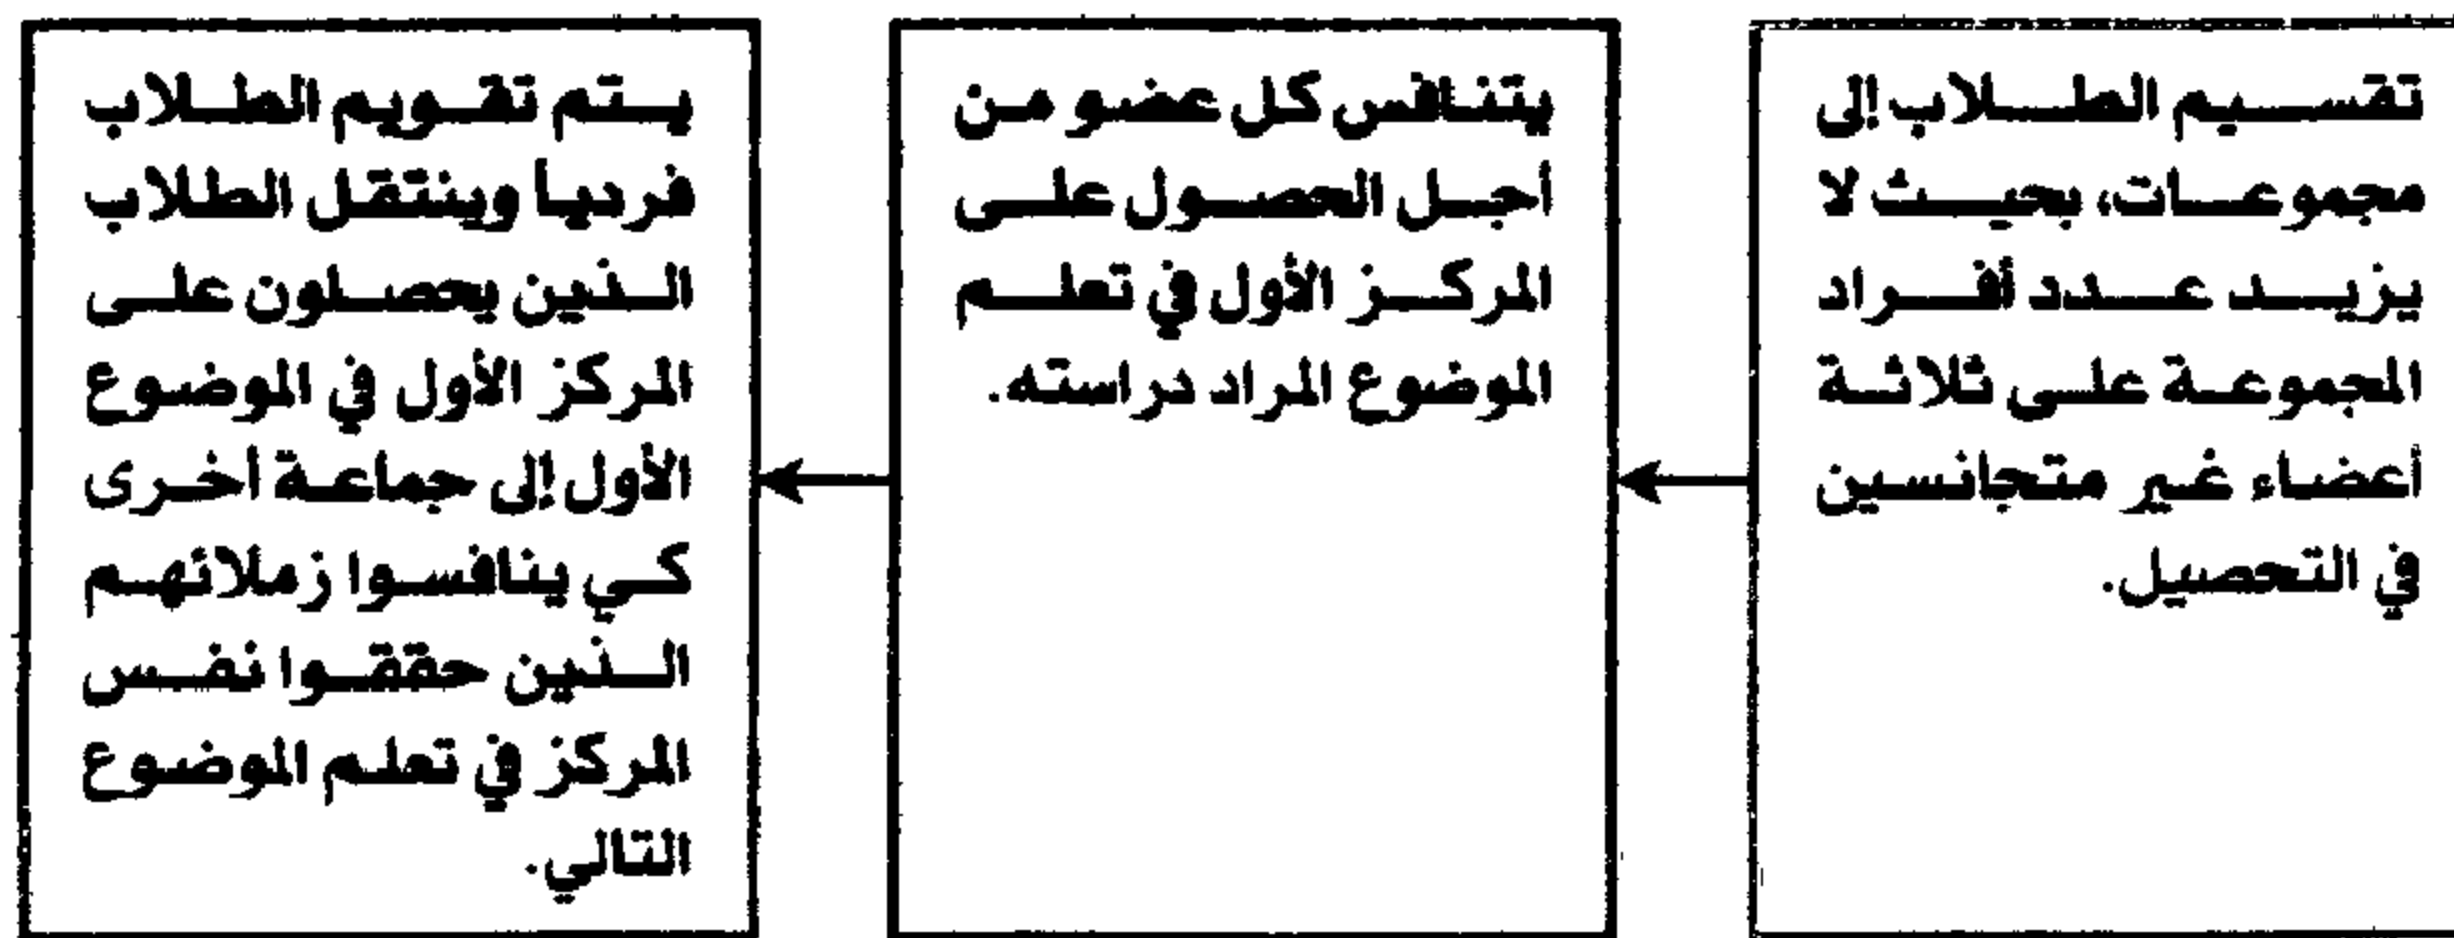 تقسيم الطلاب إلى
مجموعات، بحيث لا
يزيد عدد أفراد
المجموعة على ثلاثة
أعضاء غير متجانسين
في التحصيل.
يتنافس كل عضو من
أجل الحصول على
المركز الأول في تعلم
الموضوع المراد دراسته.
يتم تقويم الطلاب
فرديا وينتقل الطلاب
الذين يحصلون على
المركز الأول في الموضوع
الأول إلى جماعة أخرى
كي ينافسوا زملائهم
الذين حققوا نفس
المركز في تعلم الموضوع
التالي.